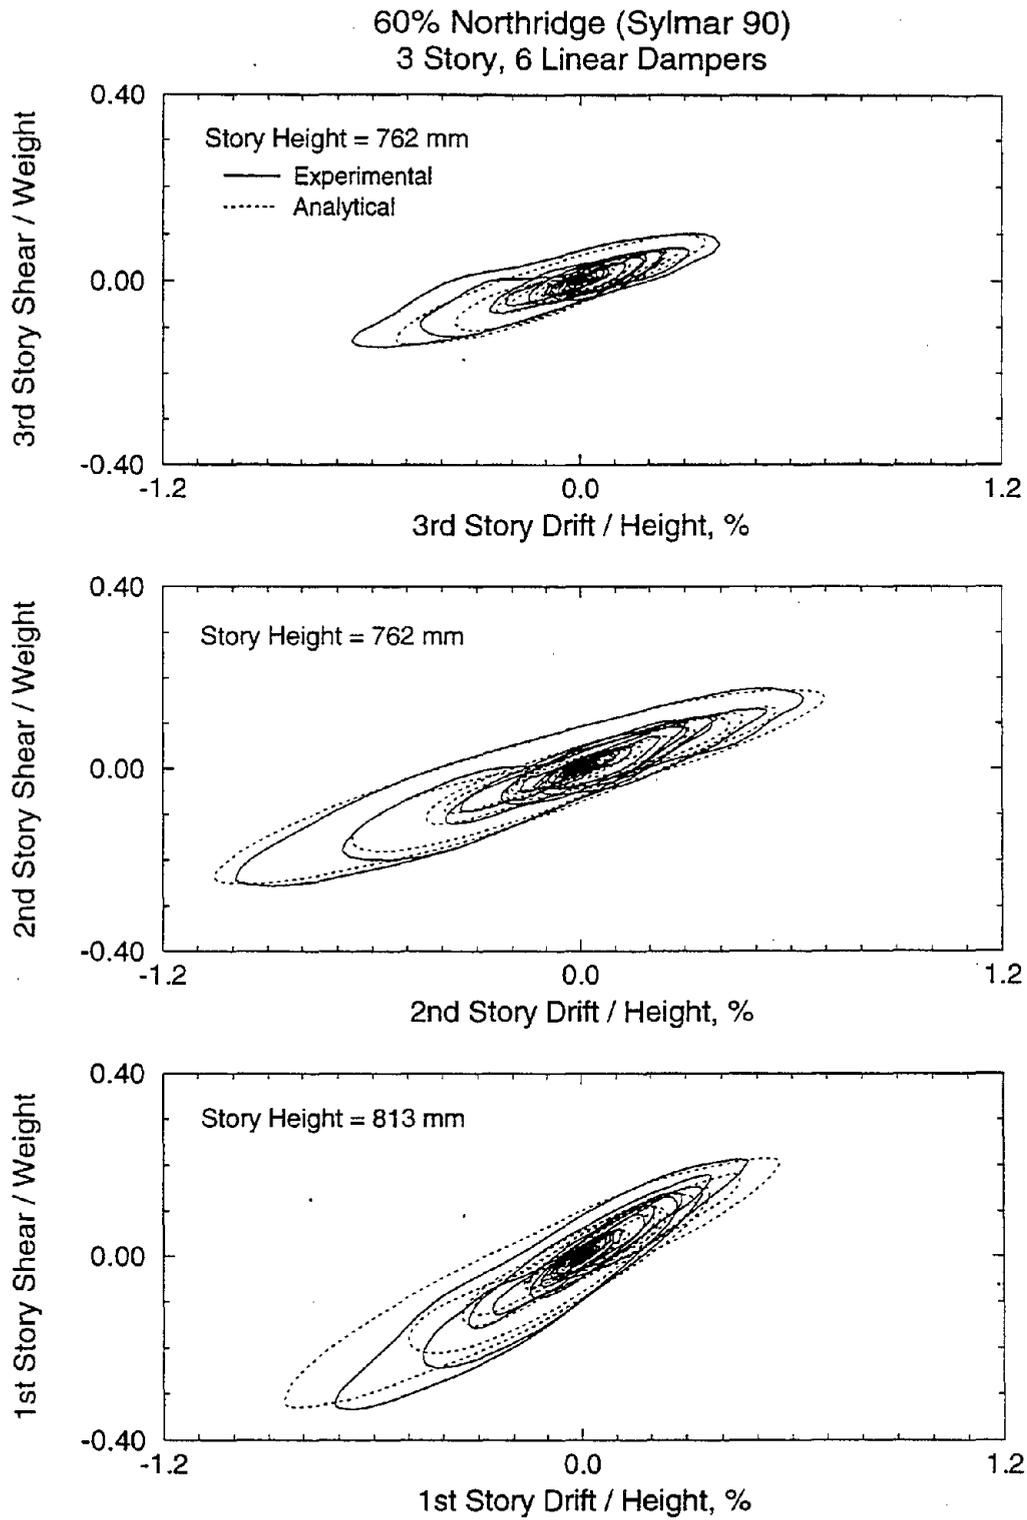 60% Northridge (Sylmar 90)
3 Story, 6 Linear Dampers
3rd Story Shear / Weight
0.40
0.00
-0.40
Story Height = 762 mm
Experimental
Analytical
-1.2
0.0
1.2
3rd Story Drift / Height, %
2nd Story Shear / Weight
0.40
0.00
-0.40
Story Height = 762 mm
-1.2
0.0
1.2
2nd Story Drift / Height, %
1st Story Shear / Weight
0.40
0.00
-0.40
Story Height = 813 mm
-1.2
0.0
1.2
1st Story Drift / Height, %